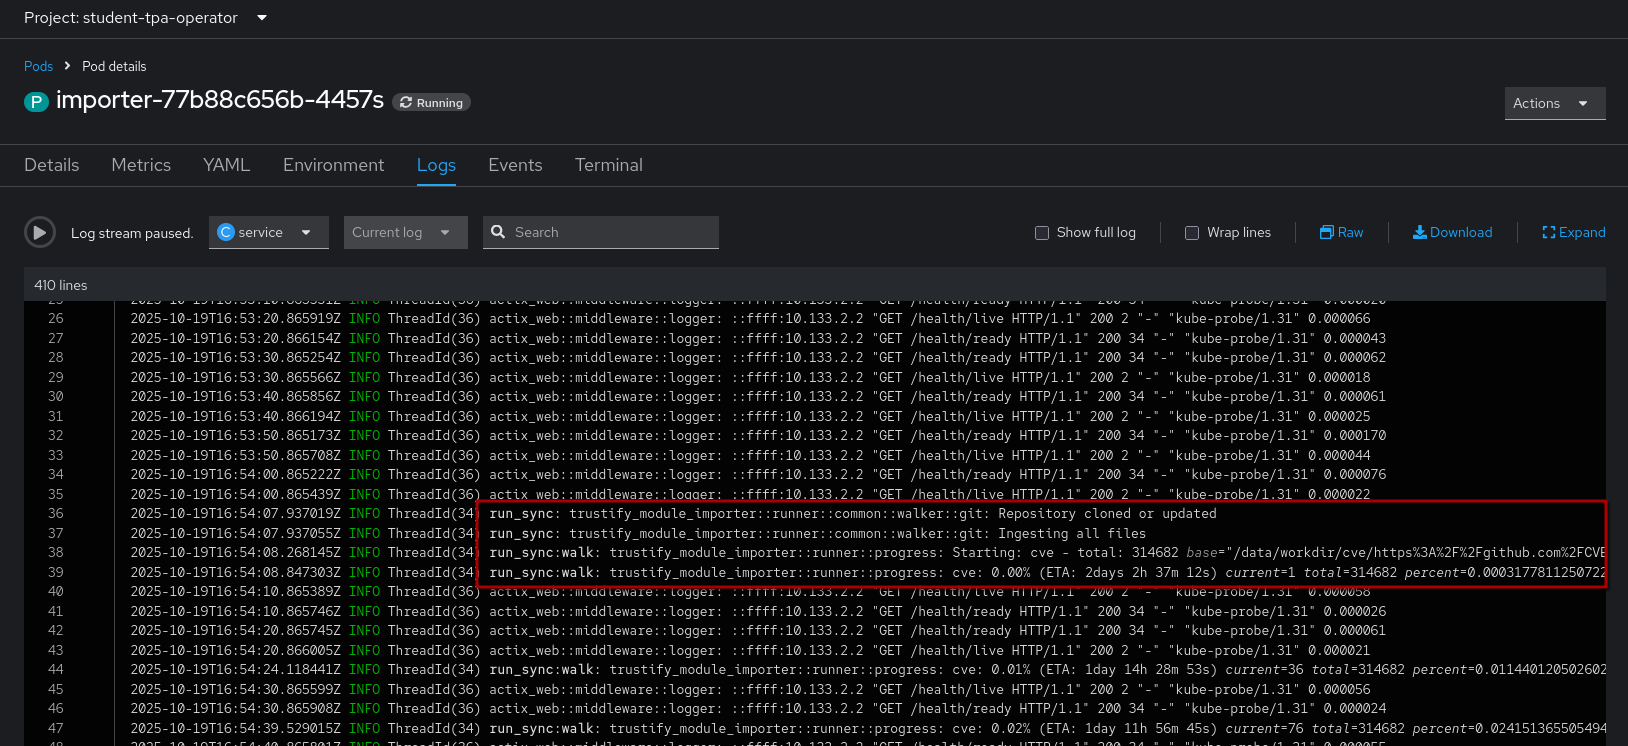 Project: student-tpa-operator
Pods > Pod details
P importer-77b88c656b-4457s Running
Actions
Details Metrics YAML Environment Logs Events Terminal
Log stream paused. C service Current log Search Show full log Wrap lines Raw Download Expand
410 lines
26 2025-10-19T16:53:20.865919Z INFO ThreadId(36) actix_web::middleware::logger: ::ffff:10.133.2.2 "GET /health/live HTTP/1.1" 200 2 "-" "kube-probe/1.31" 0.000066
27 2025-10-19T16:53:20.866154Z INFO ThreadId(36) actix_web::middleware::logger: ::ffff:10.133.2.2 "GET /health/ready HTTP/1.1" 200 34 "-" "kube-probe/1.31" 0.000043
28 2025-10-19T16:53:30.865254Z INFO ThreadId(36) actix_web::middleware::logger: ::ffff:10.133.2.2 "GET /health/ready HTTP/1.1" 200 34 "-" "kube-probe/1.31" 0.000062
29 2025-10-19T16:53:30.865566Z INFO ThreadId(36) actix_web::middleware::logger: ::ffff:10.133.2.2 "GET /health/live HTTP/1.1" 200 2 "-" "kube-probe/1.31" 0.000018
30 2025-10-19T16:53:40.865856Z INFO ThreadId(36) actix_web::middleware::logger: ::ffff:10.133.2.2 "GET /health/ready HTTP/1.1" 200 34 "-" "kube-probe/1.31" 0.000061
31 2025-10-19T16:53:40.866194Z INFO ThreadId(36) actix_web::middleware::logger: ::ffff:10.133.2.2 "GET /health/live HTTP/1.1" 200 2 "-" "kube-probe/1.31" 0.000025
32 2025-10-19T16:53:50.865173Z INFO ThreadId(36) actix_web::middleware::logger: ::ffff:10.133.2.2 "GET /health/ready HTTP/1.1" 200 34 "-" "kube-probe/1.31" 0.000170
33 2025-10-19T16:53:50.865708Z INFO ThreadId(36) actix_web::middleware::logger: ::ffff:10.133.2.2 "GET /health/live HTTP/1.1" 200 2 "-" "kube-probe/1.31" 0.000044
34 2025-10-19T16:54:00.865222Z INFO ThreadId(36) actix_web::middleware::logger: ::ffff:10.133.2.2 "GET /health/ready HTTP/1.1" 200 34 "-" "kube-probe/1.31" 0.000076
35 2025-10-19T16:54:00.865439Z INFO ThreadId(36) actix_web::middleware::logger: ::ffff:10.133.2.2 "GET /health/live HTTP/1.1" 200 2 "-" "kube-probe/1.31" 0.000022
36 2025-10-19T16:54:07.937019Z INFO ThreadId(34) run_sync: trustify_module_importer::runner::common::walker::git: Repository cloned or updated
37 2025-10-19T16:54:07.937055Z INFO ThreadId(34) run_sync: trustify_module_importer::runner::common::walker::git: Ingesting all files
38 2025-10-19T16:54:08.268145Z INFO ThreadId(34) run_sync:walk: trustify_module_importer::runner::progress: Starting: cve - total: 314682 base="/data/workdir/cve/https%3A%2F%2Fgithub.com%2FCVE
39 2025-10-19T16:54:08.847303Z INFO ThreadId(34) run_sync:walk: trustify_module_importer::runner::progress: cve: 0.00% (ETA: 2days 2h 37m 12s) current=1 total=314682 percent=0.0003177811250722
40 2025-10-19T16:54:10.865389Z INFO ThreadId(36) actix_web::middleware::logger: ::ffff:10.133.2.2 "GET /health/live HTTP/1.1" 200 2 "-" "kube-probe/1.31" 0.000058
41 2025-10-19T16:54:10.865746Z INFO ThreadId(36) actix_web::middleware::logger: ::ffff:10.133.2.2 "GET /health/ready HTTP/1.1" 200 34 "-" "kube-probe/1.31" 0.000026
42 2025-10-19T16:54:20.865745Z INFO ThreadId(36) actix_web::middleware::logger: ::ffff:10.133.2.2 "GET /health/ready HTTP/1.1" 200 34 "-" "kube-probe/1.31" 0.000061
43 2025-10-19T16:54:20.866005Z INFO ThreadId(36) actix_web::middleware::logger: ::ffff:10.133.2.2 "GET /health/live HTTP/1.1" 200 2 "-" "kube-probe/1.31" 0.000021
44 2025-10-19T16:54:24.118441Z INFO ThreadId(34) run_sync:walk: trustify_module_importer::runner::progress: cve: 0.01% (ETA: 1day 14h 28m 53s) current=36 total=314682 percent=0.011440120502602
45 2025-10-19T16:54:30.865599Z INFO ThreadId(36) actix_web::middleware::logger: ::ffff:10.133.2.2 "GET /health/live HTTP/1.1" 200 2 "-" "kube-probe/1.31" 0.000056
46 2025-10-19T16:54:30.865908Z INFO ThreadId(36) actix_web::middleware::logger: ::ffff:10.133.2.2 "GET /health/ready HTTP/1.1" 200 34 "-" "kube-probe/1.31" 0.000024
47 2025-10-19T16:54:39.529015Z INFO ThreadId(34) run_sync:walk: trustify_module_importer::runner::progress: cve: 0.02% (ETA: 1day 11h 56m 45s) current=76 total=314682 percent=0.024151365505494